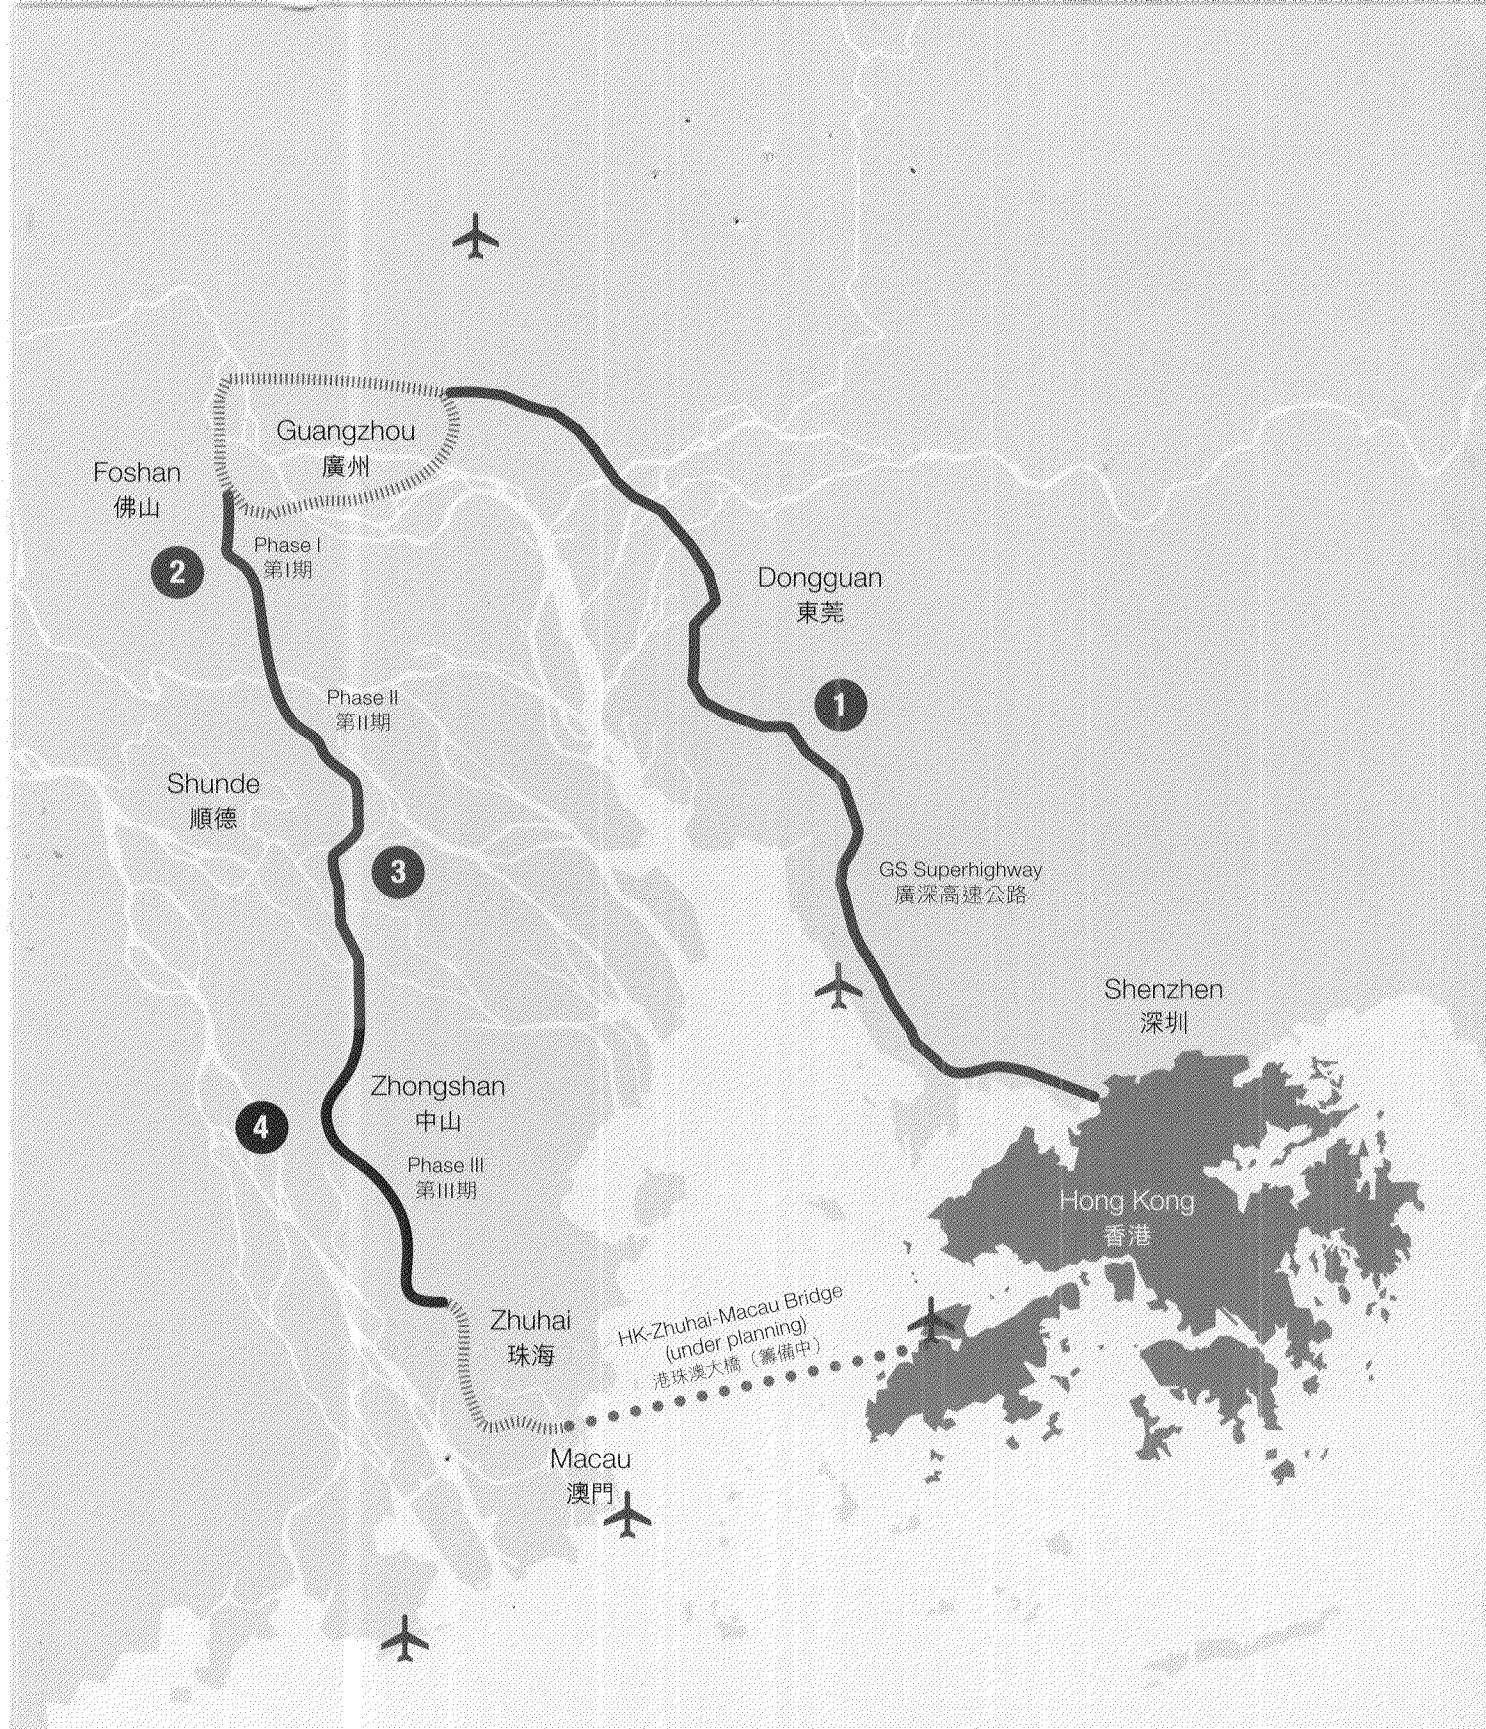 Guangzhou
廣州
Foshan
佛山
Phase I
第I期
2
Dongguan
東莞
Phase II
第II期
1
Shunde
順德
3
GS Superhighway
廣深高速公路
Shenzhen
深圳
Zhongshan
中山
4
Phase III
第III期
Hong Kong
香港
Zhuhai
珠海
HK-Zhuhai-Macau Bridge
(under planning)
港珠澳大橋（籌備中）
Macau
澳門